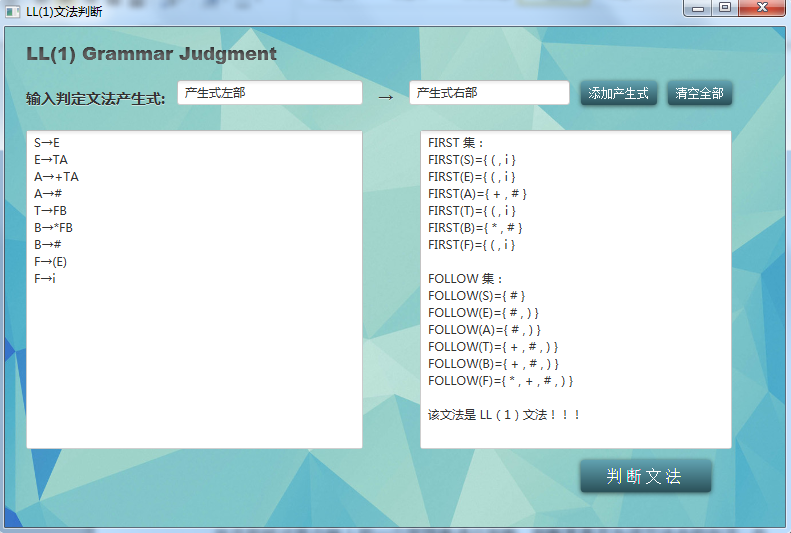 LL(1)文法判断
LL(1) Grammar Judgment
输入判定文法产生式: 产生式左部 → 产生式右部 添加产生式 清空全部
S→E
E→TA
A→+TA
A→#
T→FB
B→*FB
B→#
F→(E)
F→i
FIRST 集：
FIRST(S)={ ( , i }
FIRST(E)={ ( , i }
FIRST(A)={ + , # }
FIRST(T)={ ( , i }
FIRST(B)={ * , # }
FIRST(F)={ ( , i }
FOLLOW 集：
FOLLOW(S)={ # }
FOLLOW(E)={ # , ) }
FOLLOW(A)={ # , ) }
FOLLOW(T)={ + , # , ) }
FOLLOW(B)={ + , # , ) }
FOLLOW(F)={ * , + , # , ) }
该文法是 LL（1）文法！！！
判断文法